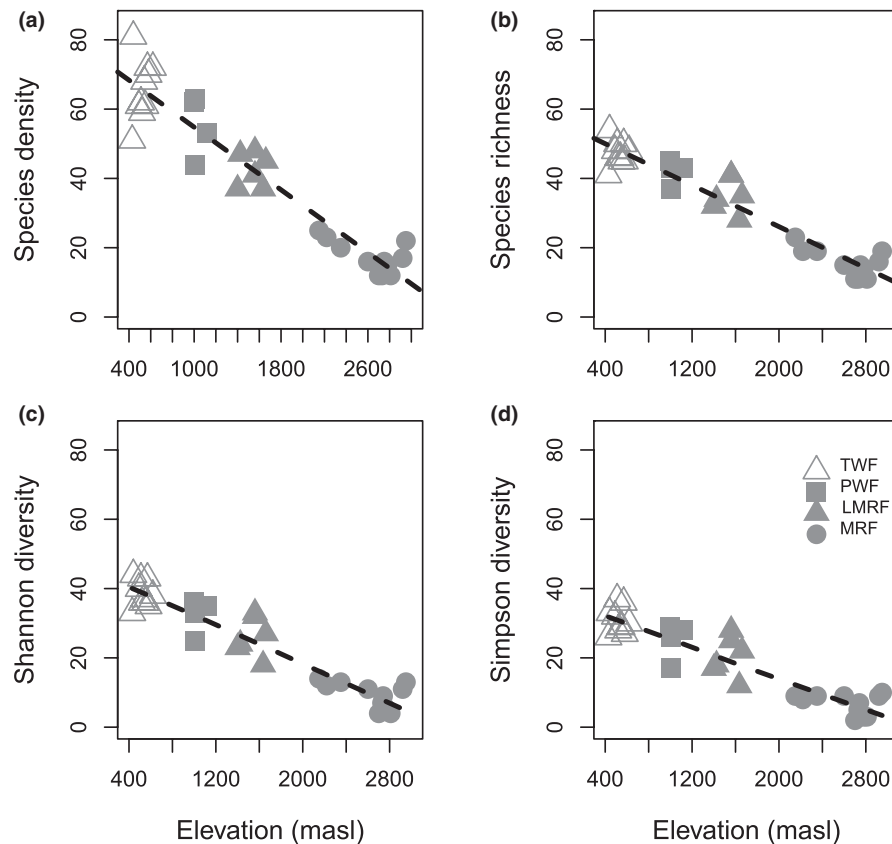 (a)
Species density
80
60
40
20
0
400 1000 1800 2600
(b)
Species richness
80
60
40
20
0
400 1200 2000 2800
(c)
Shannon diversity
80
60
40
20
0
400 1200 2000 2800
Elevation (masl)
(d)
Simpson diversity
80
60
40
20
0
TWF
PWF
LMRF
MRF
400 1200 2000 2800
Elevation (masl)